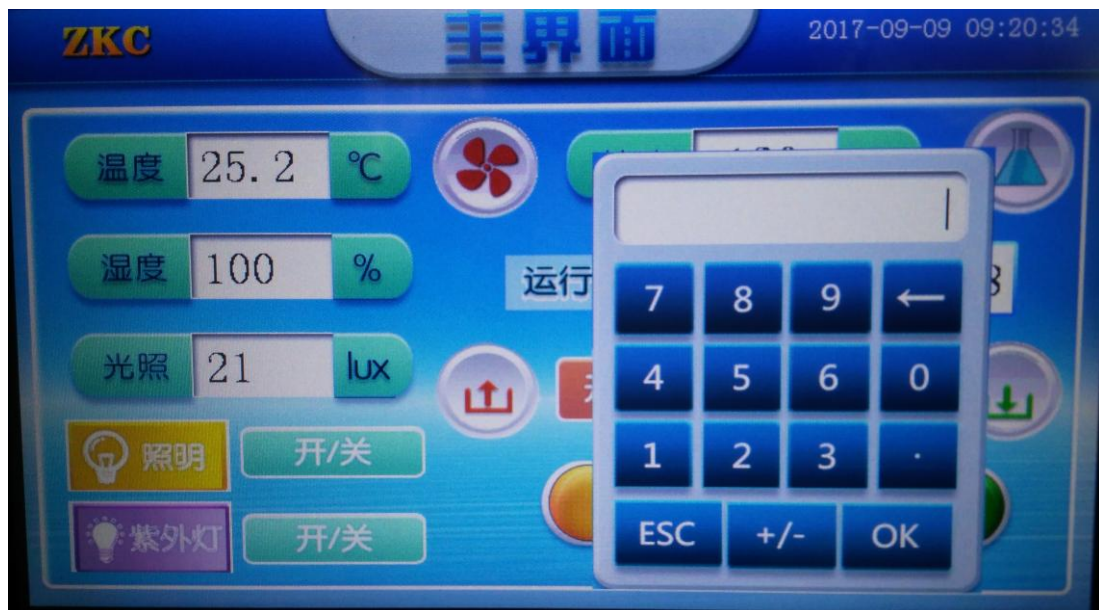 ZKC
主界面
2017-09-09 09:20:34
温度 25.2 ℃
湿度 100 %
运行
8
光照 21 lux
照明 开/关
紫外灯 开/关
7 8 9 ←
4 5 6 0
1 2 3 .
ESC +/- OK